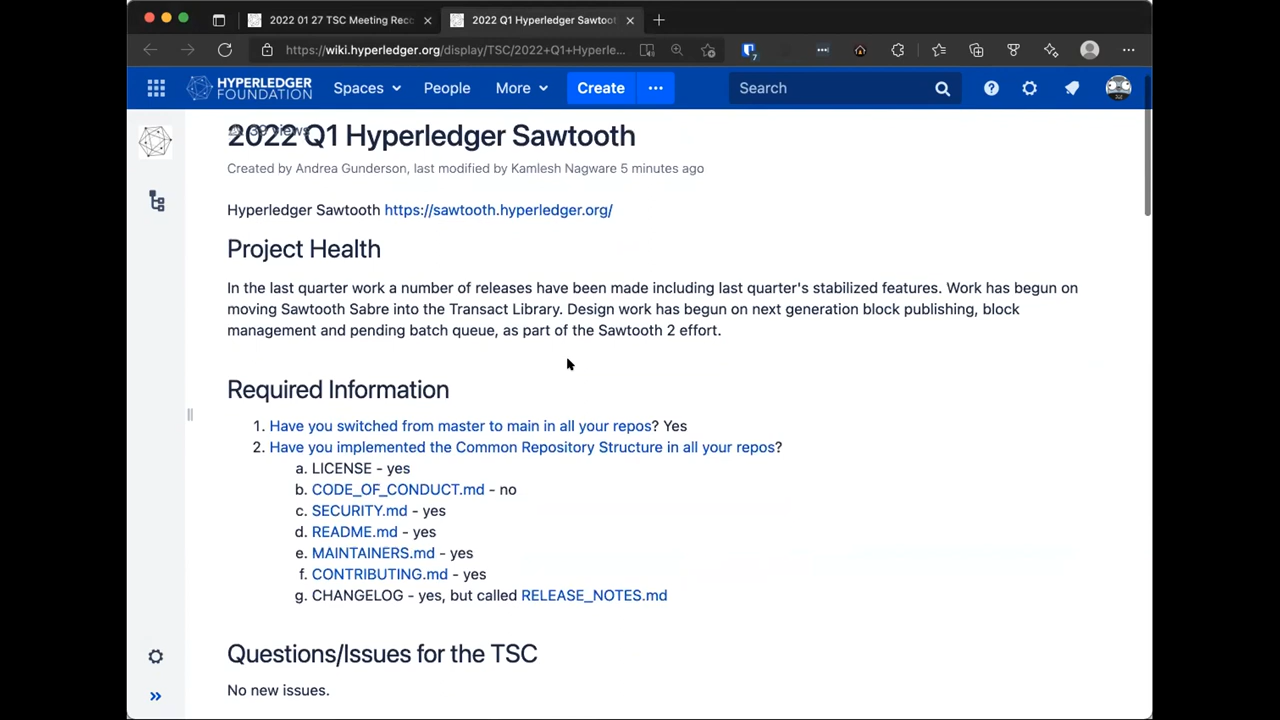 2022 01 27 TSC Meeting Reco
2022 Q1 Hyperledger Sawtoot
https://wiki.hyperledger.org/display/TSC/2022+Q1+Hyperle...
7
HYPERLEDGER
FOUNDATION
Spaces
People
More
Create
Search
39 views
2022 Q1 Hyperledger Sawtooth
Created by Andrea Gunderson, last modified by Kamlesh Nagware 5 minutes ago
Hyperledger Sawtooth https://sawtooth.hyperledger.org/
Project Health
In the last quarter work a number of releases have been made including last quarter's stabilized features. Work has begun on
moving Sawtooth Sabre into the Transact Library. Design work has begun on next generation block publishing, block
management and pending batch queue, as part of the Sawtooth 2 effort.
Required Information
1. Have you switched from master to main in all your repos? Yes
2. Have you implemented the Common Repository Structure in all your repos?
a. LICENSE - yes
b. CODE_OF_CONDUCT.md - no
c. SECURITY.md - yes
d. README.md - yes
e. MAINTAINERS.md - yes
f. CONTRIBUTING.md - yes
g. CHANGELOG - yes, but called RELEASE_NOTES.md
Questions/Issues for the TSC
No new issues.